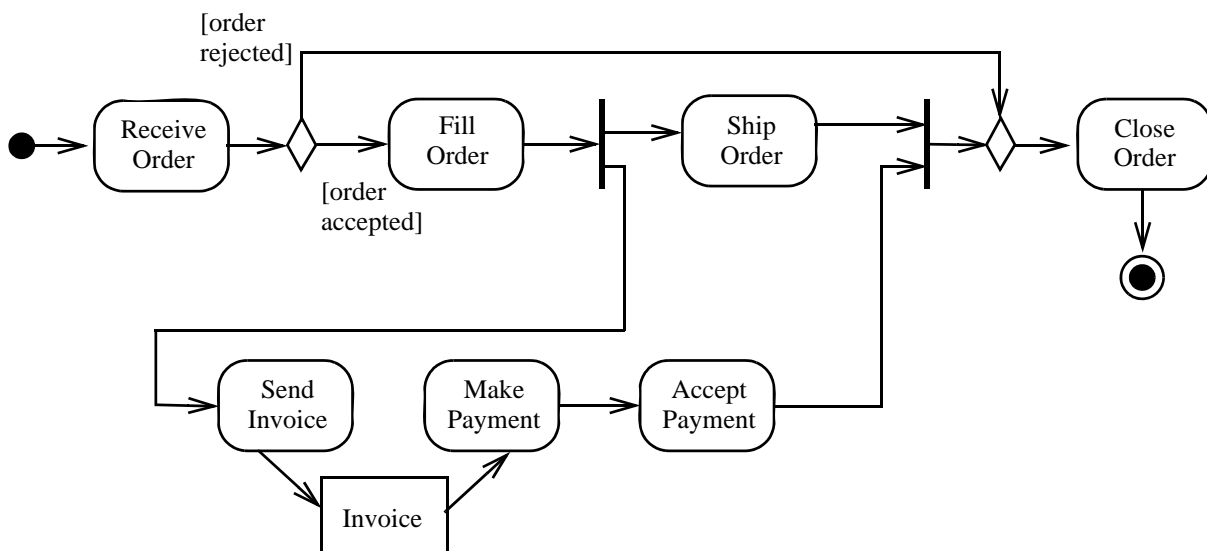 [order
rejected]
Receive
Order
Fill
Order
Ship
Order
Close
Order
[order
accepted]
Send
Invoice
Make
Payment
Accept
Payment
Invoice